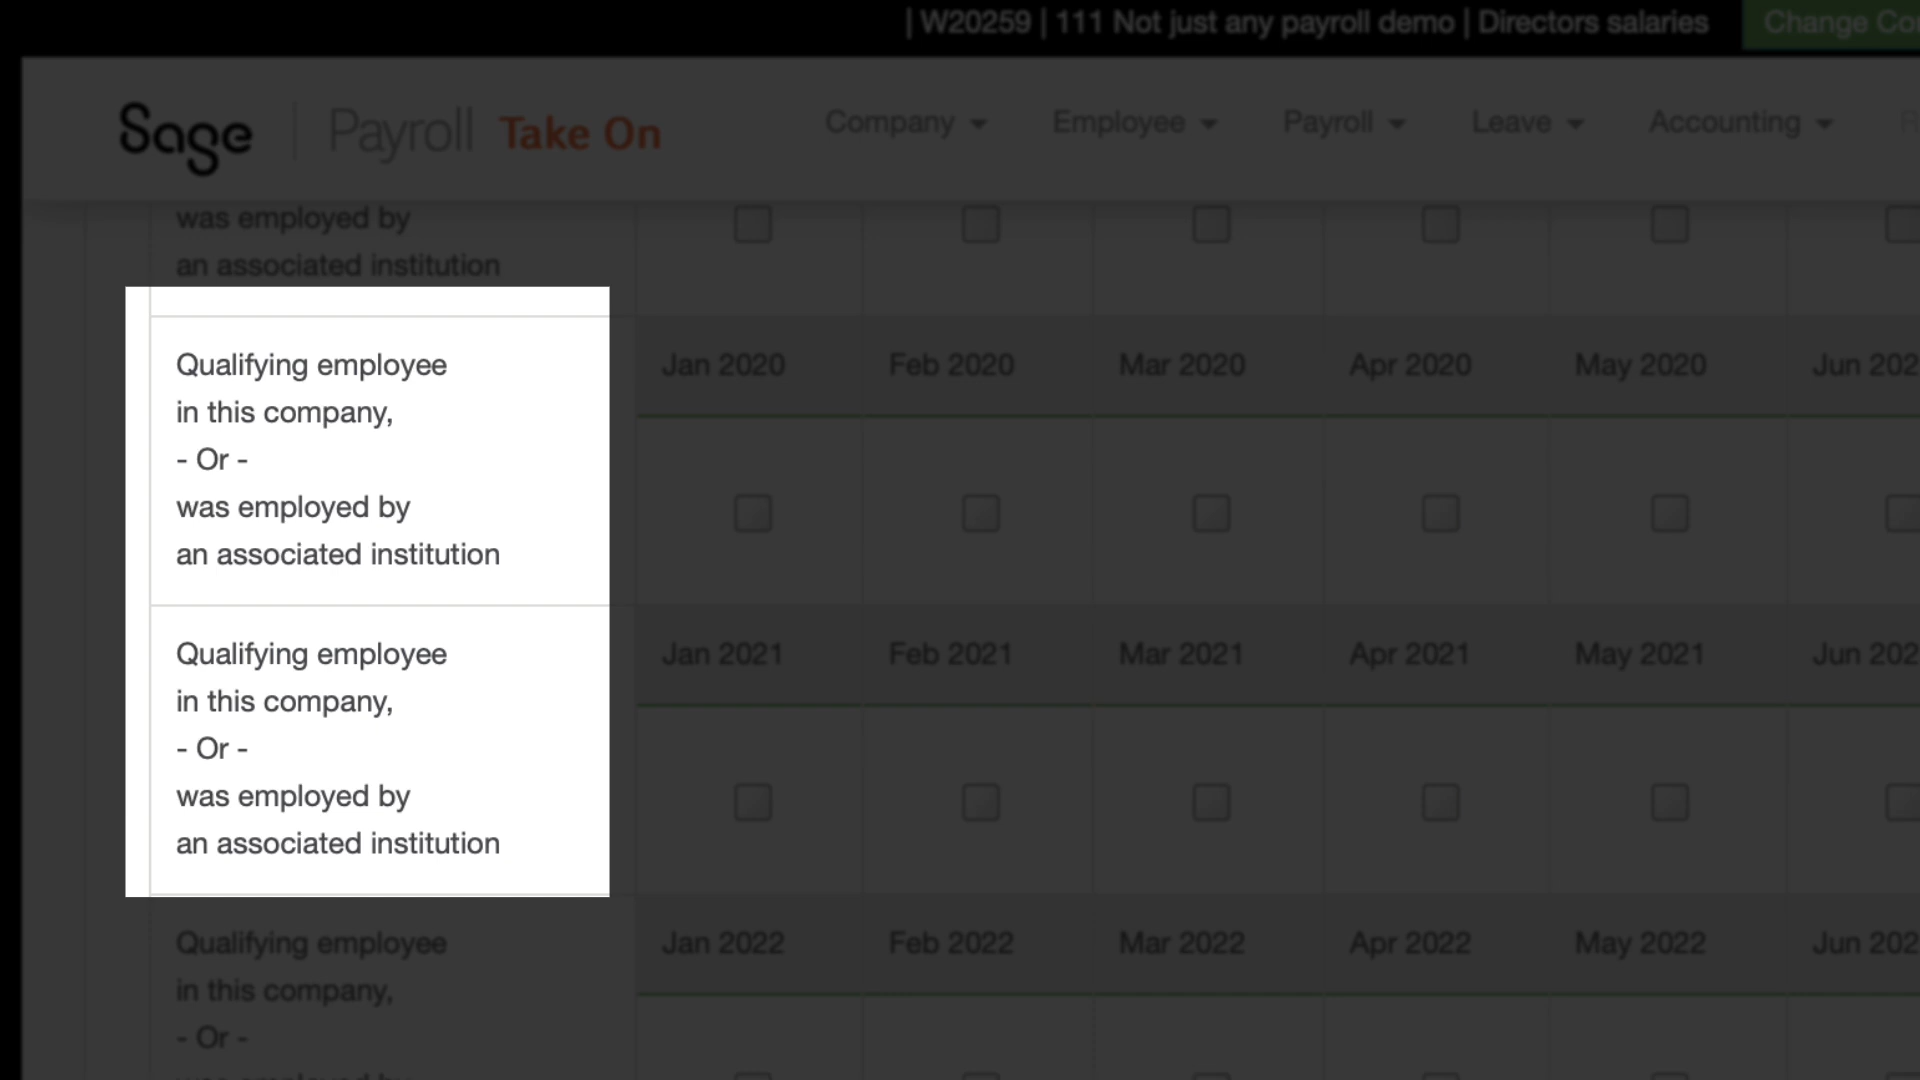 | W20259 | 111 Not just any payroll demo | Directors salaries Change
Sage Payroll Take On Company Employee Payroll Leave Accounting
was employed by
an associated institution
Qualifying employee Jan 2020 Feb 2020 Mar 2020 Apr 2020 May 2020 Jun
in this company,
- Or -
was employed by
an associated institution
Qualifying employee Jan 2021 Feb 2021 Mar 2021 Apr 2021 May 2021 Jun
in this company,
- Or -
was employed by
an associated institution
Qualifying employee Jan 2022 Feb 2022 Mar 2022 Apr 2022 May 2022 Jun
in this company,
- Or -